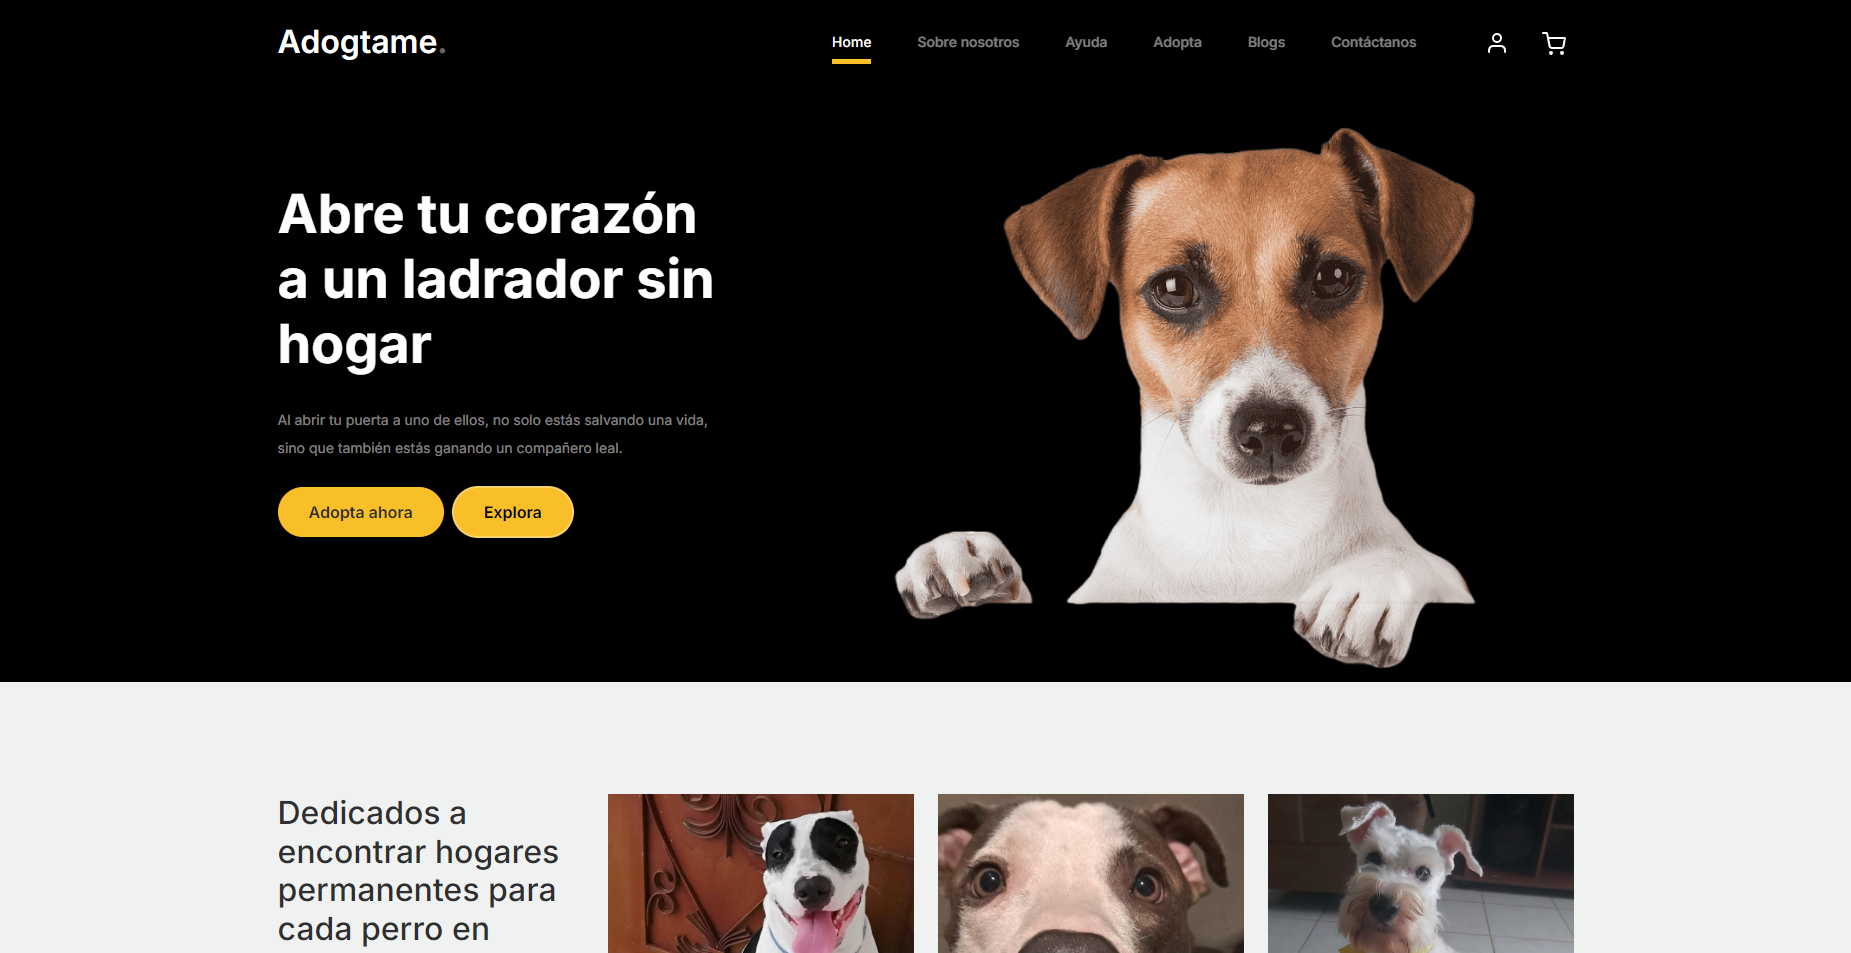 Adogtame.
Home Sobre nosotros Ayuda Adopta Blogs Contáctanos
Abre tu corazón
a un ladrador sin
hogar
Al abrir tu puerta a uno de ellos, no solo estás salvando una vida,
sino que también estás ganando un compañero leal.
Adopta ahora Explora
Dedicados a
encontrar hogares
permanentes para
cada perro en